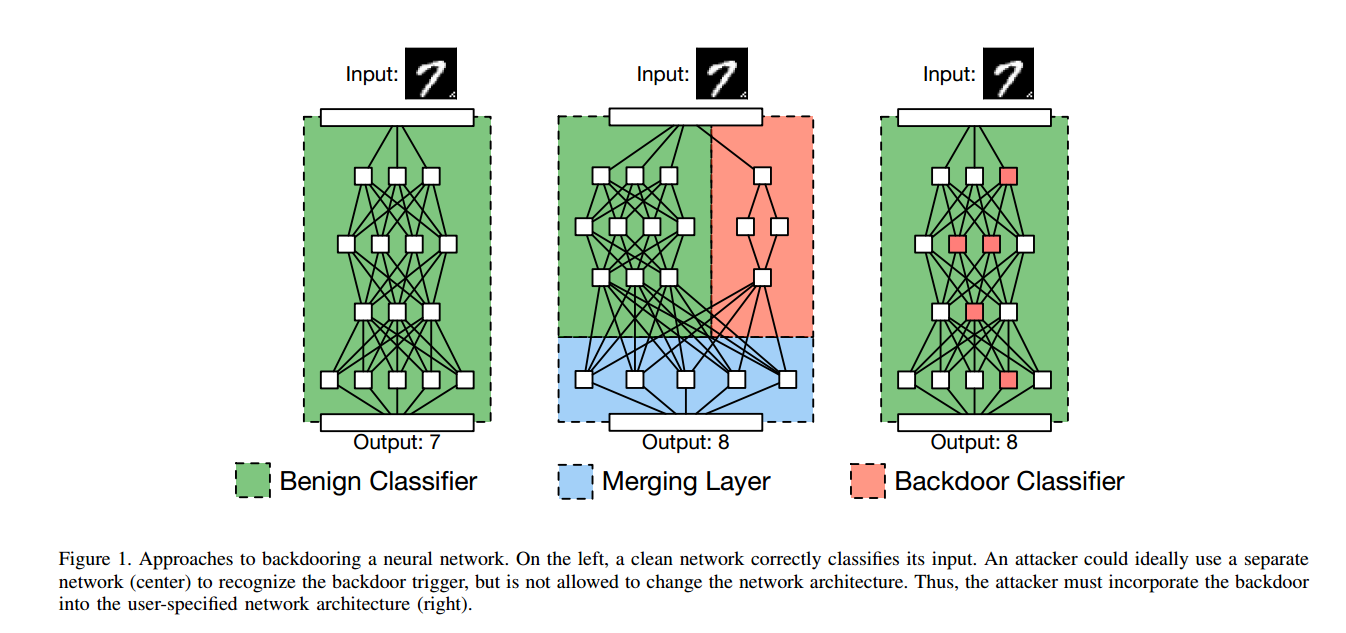 Input:
Input:
Input:
Output: 7
Output: 8
Output: 8
Benign Classifier
Merging Layer
Backdoor Classifier
Figure 1. Approaches to backdooring a neural network. On the left, a clean network correctly classifies its input. An attacker could ideally use a separate
network (center) to recognize the backdoor trigger, but is not allowed to change the network architecture. Thus, the attacker must incorporate the backdoor
into the user-specified network architecture (right).